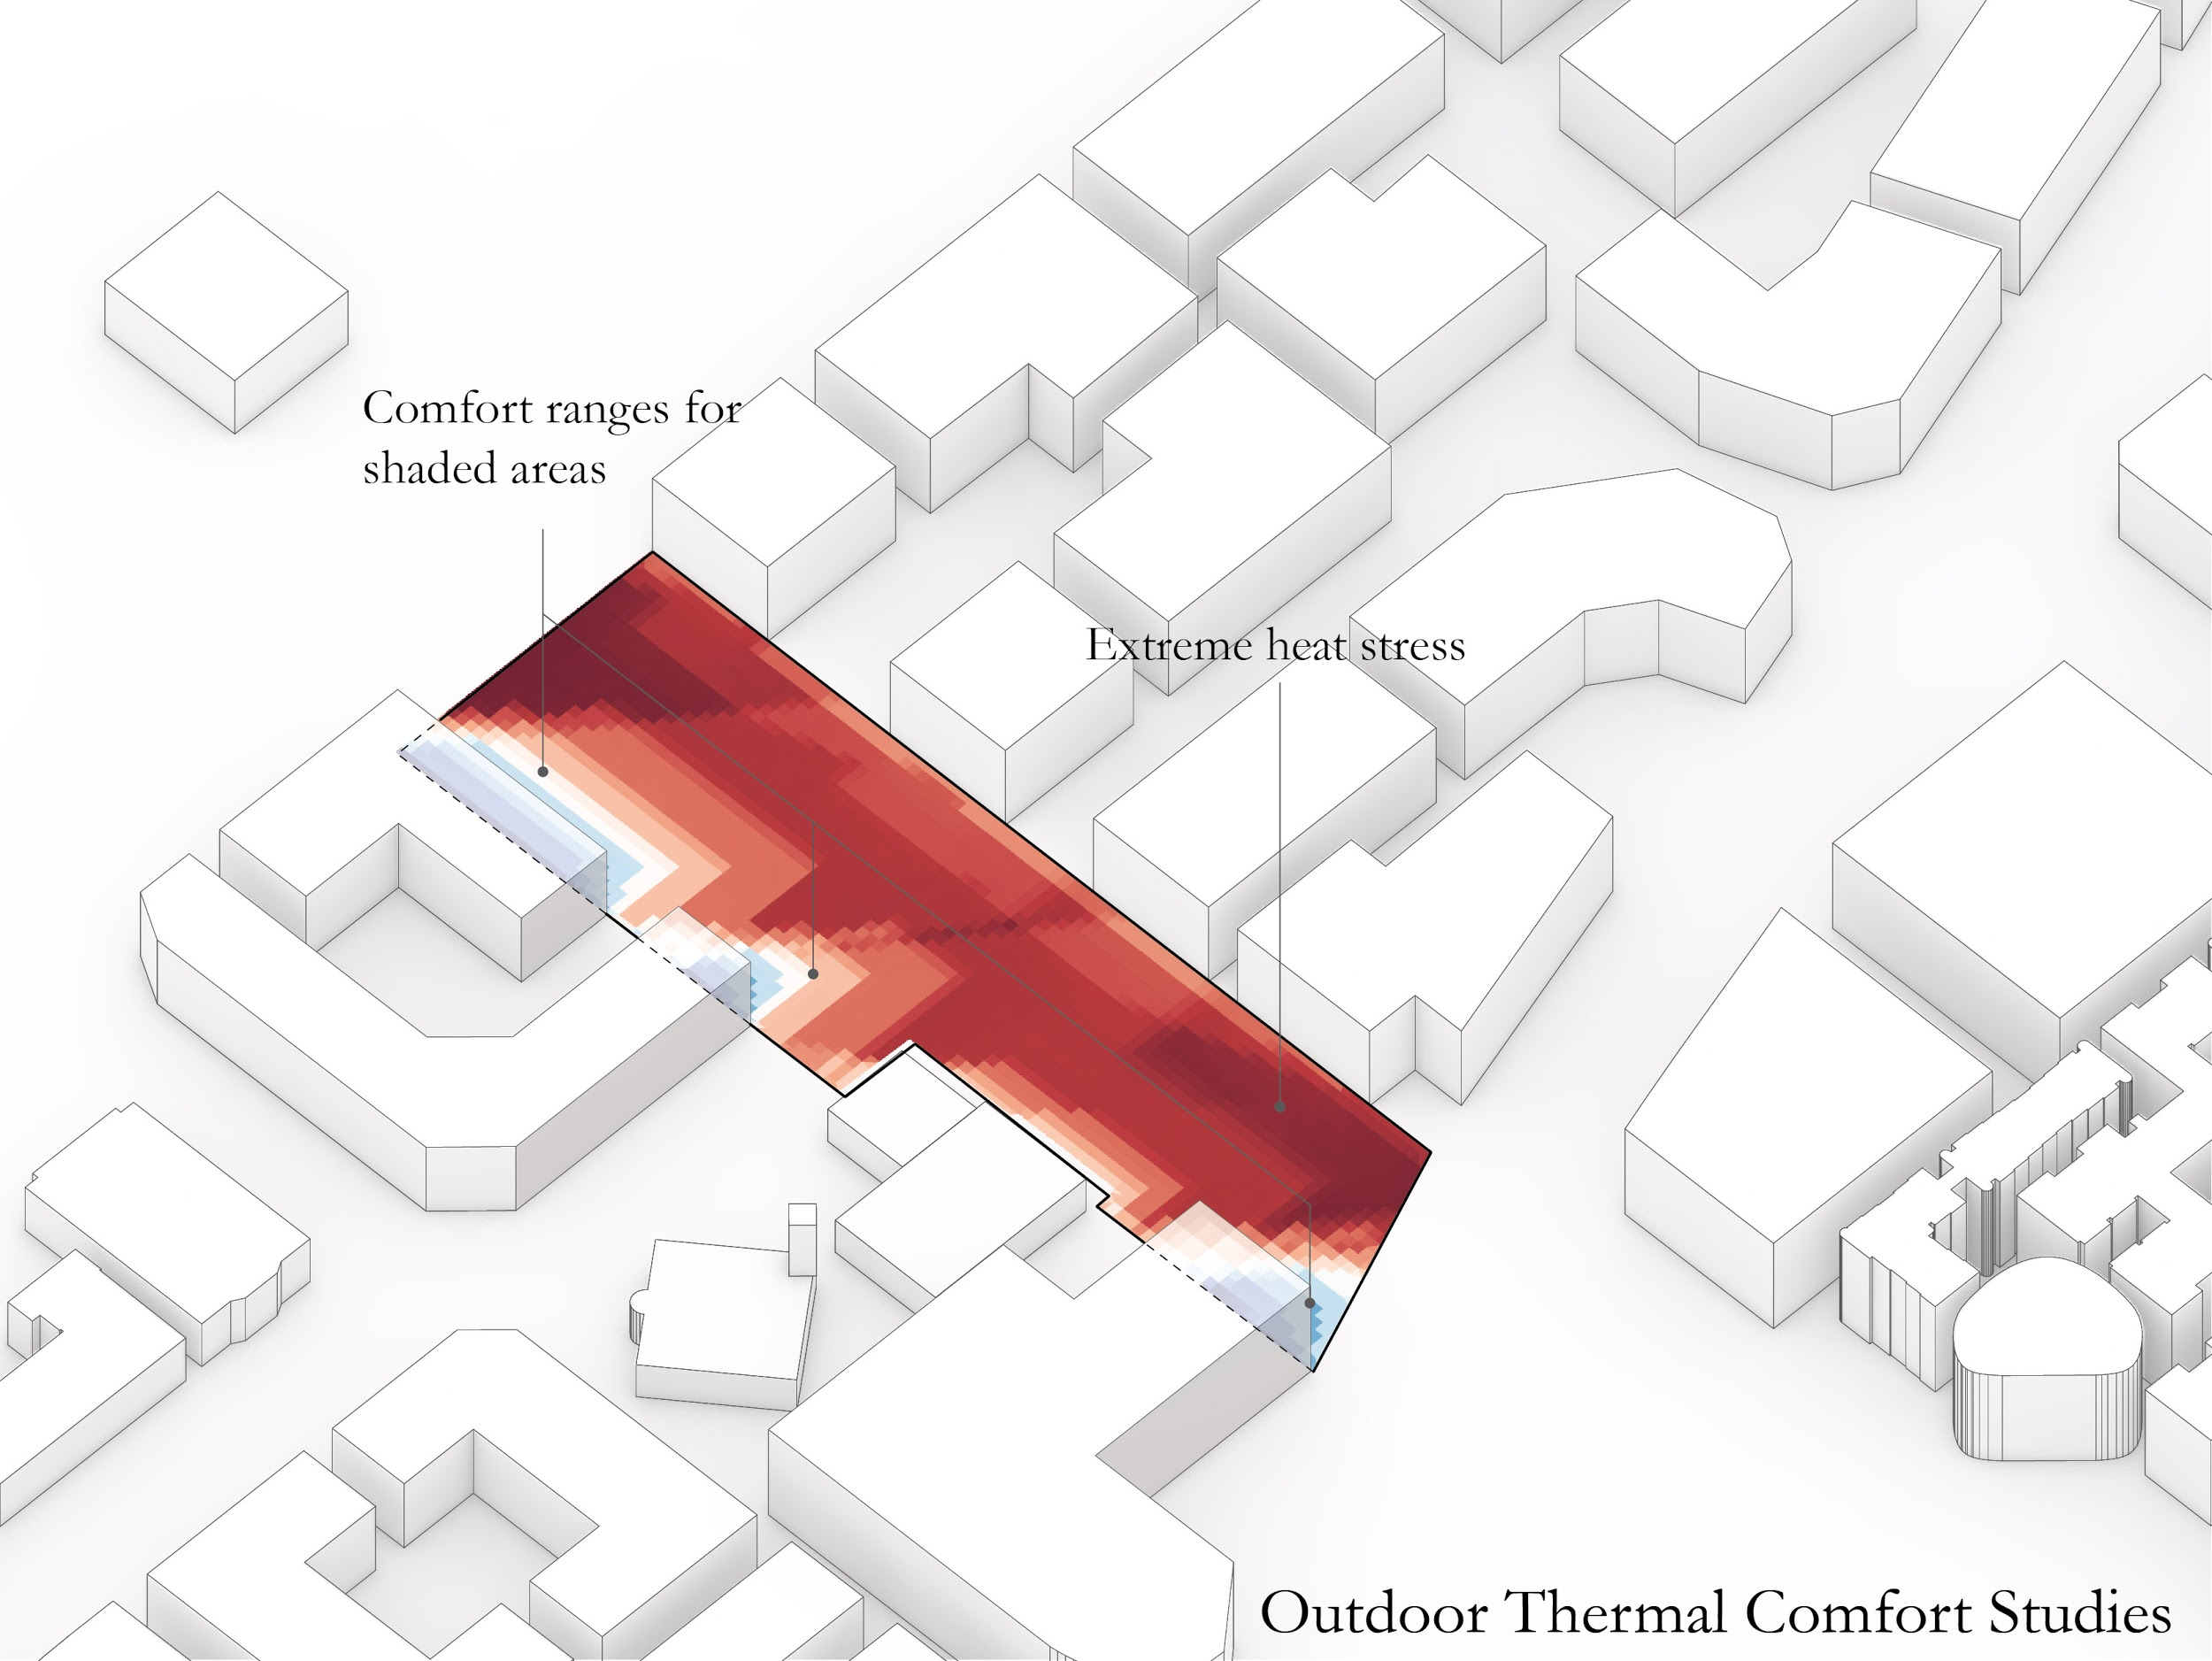 Comfort ranges for
shaded areas
Extreme heat stress
Outdoor Thermal Comfort Studies